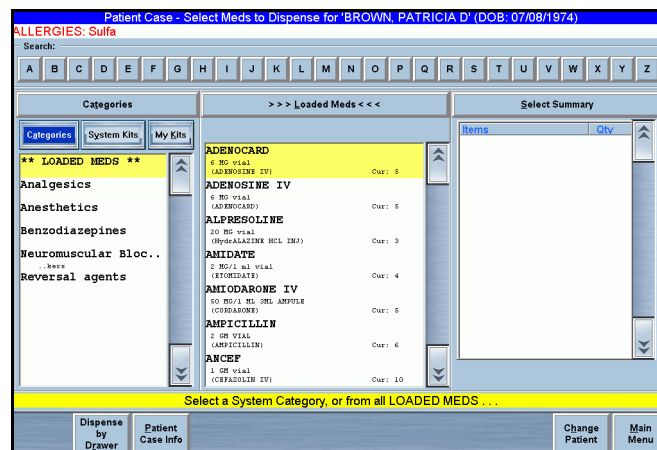 Patient Case - Select Meds to Dispense for 'BROWN, PATRICIA D' (DOB: 07/08/1974)
ALLERGIES: Sulfa
Search:
A B C D E F G H I J K L M N O P Q R S T U V W X Y Z
Categories
> > > Loaded Meds < < <
Select Summary
Categories System Kits My Kits
** LOADED MEDS **
Analgesics
Anesthetics
Benzodiazepines
Neuromuscular Bloc..
..kers
Reversal agents
ADENOCARD
6 MG vial
(ADENOSINE IV) Cur: 5
ADENOSINE IV
6 MG vial
(ADENOCARD) Cur: 5
ALPRESOLINE
20 MG vial
(HydrALAZINE HCL INJ) Cur: 3
AMIDATE
2 MG/1 ml vial
(ETOMIDATE) Cur: 4
AMIODARONE IV
50 MG/1 ML 3ML AMPULE
(CORDARONE) Cur: 5
AMPICILLIN
2 GM VIAL
(AMPICILLIN) Cur: 6
ANCEF
1 GM vial
(CEFAZOLIN IV) Cur: 10
Items Qty
Select a System Category, or from all LOADED MEDS . . .
Dispense
by
Drawer
Patient
Case Info
Change
Patient
Main
Menu